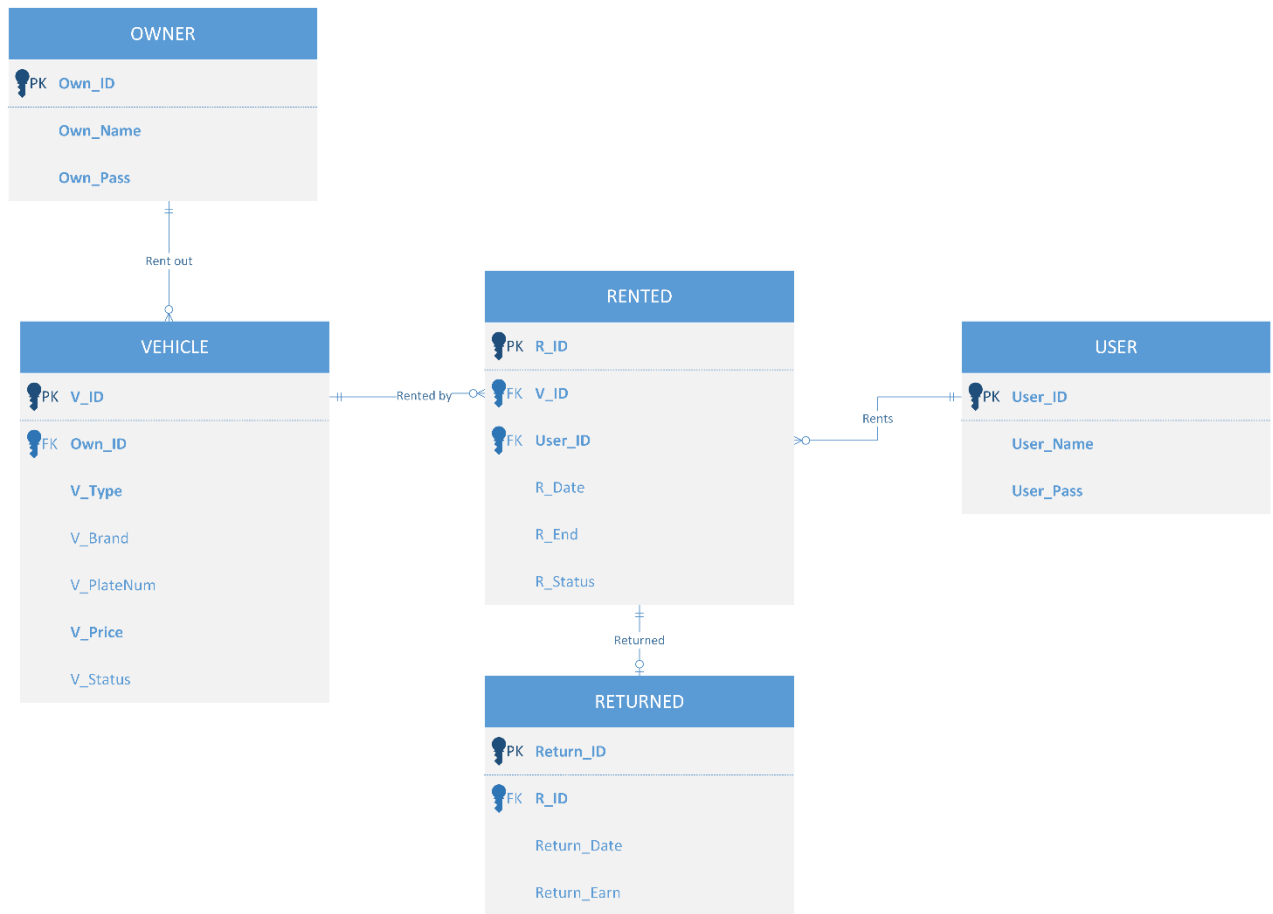 OWNER
PK Own_ID
Own_Name
Own_Pass
Rent out
VEHICLE
PK V_ID
FK Own_ID
V_Type
V_Brand
V_PlateNum
V_Price
V_Status
Rented by
RENTED
PK R_ID
FK V_ID
FK User_ID
R_Date
R_End
R_Status
Rents
USER
PK User_ID
User_Name
User_Pass
Returned
RETURNED
PK Return_ID
FK R_ID
Return_Date
Return_Earn